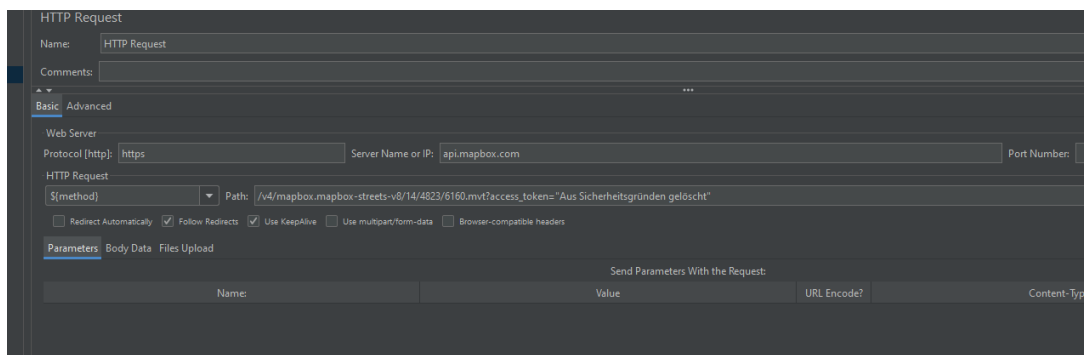 HTTP Request
Name: HTTP Request
Comments:
Basic Advanced
Web Server
Protocol [http]: https Server Name or IP: api.mapbox.com Port Number:
HTTP Request
${method} Path: /v4/mapbox.mapbox-streets-v8/14/4823/6160.mvt?access_token="Aus Sicherheitsgründen gelöscht"
Redirect Automatically Follow Redirects Use KeepAlive Use multipart/form-data Browser-compatible headers
Parameters Body Data Files Upload
Send Parameters With the Request:
Name: Value URL Encode? Content-Typ